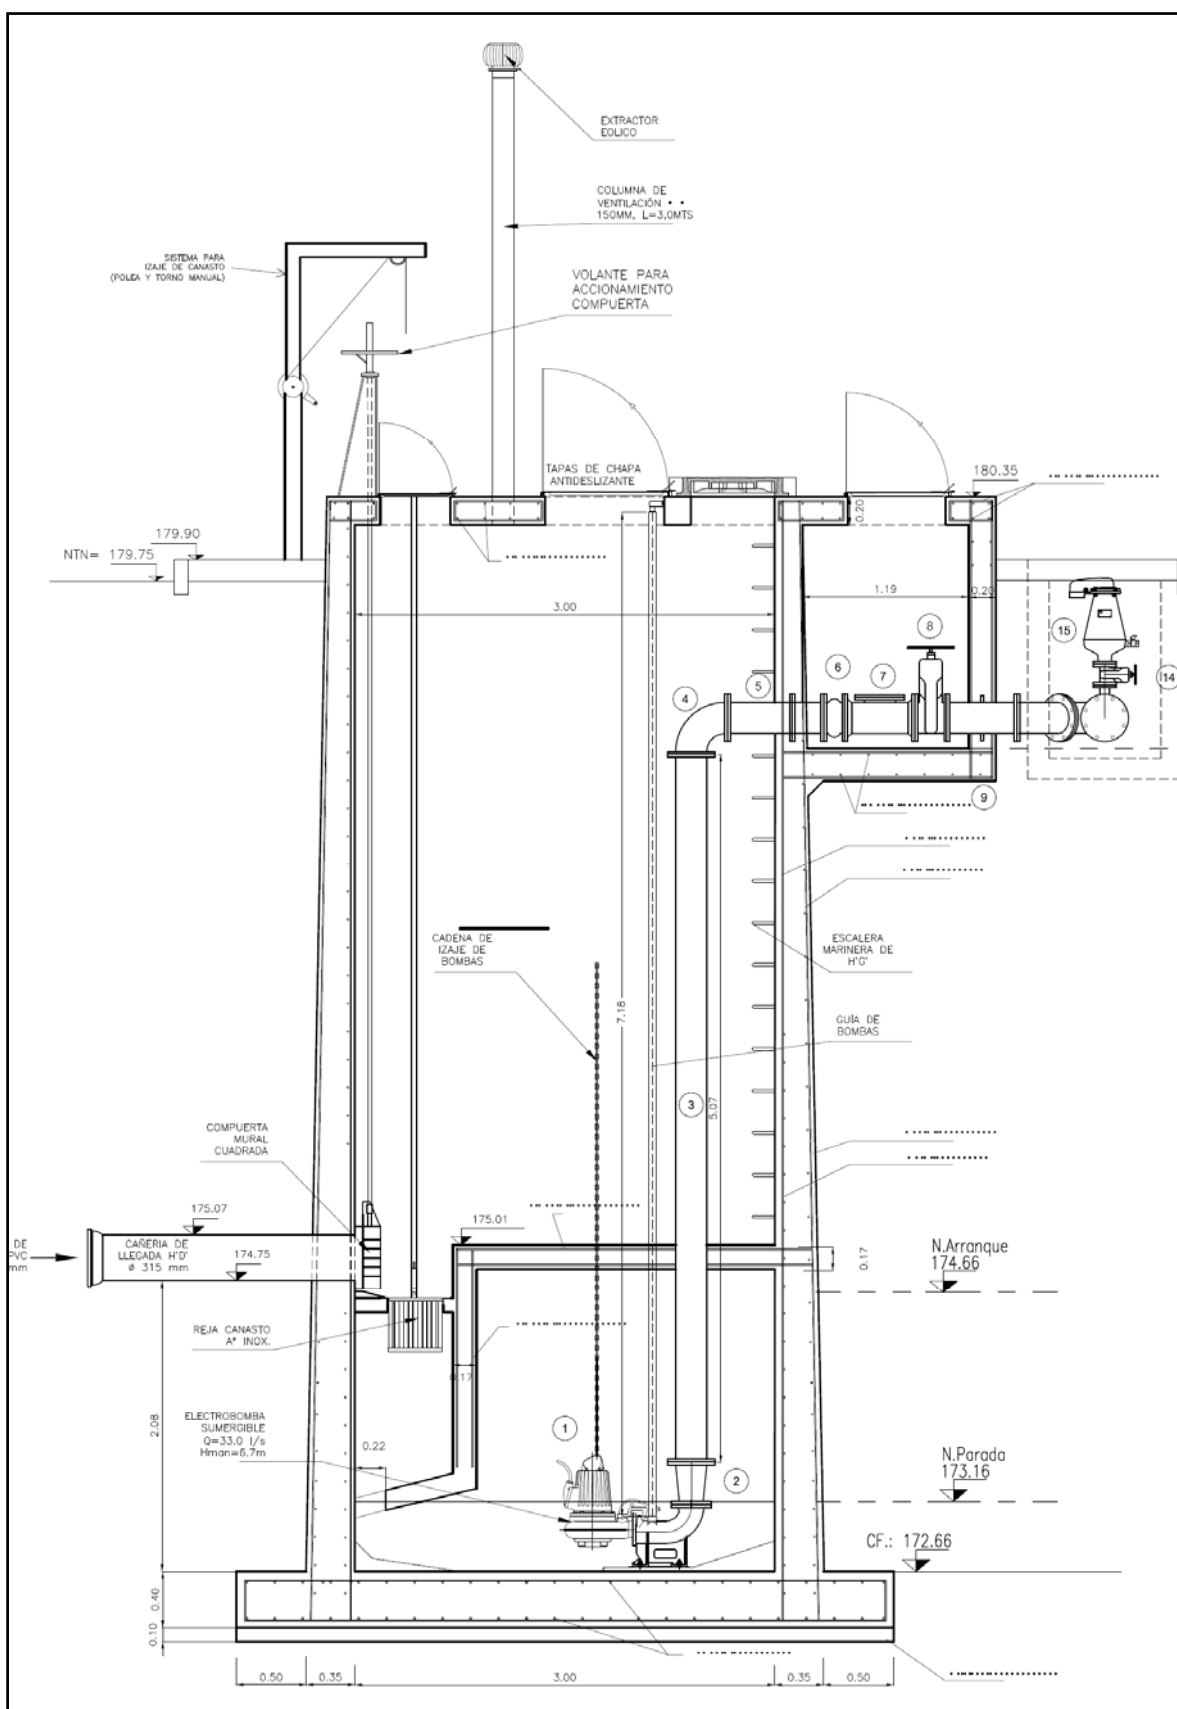 EXTRACTOR
EOLICO
COLUMNA DE
VENTILACIÓN • •
150MM, L=3,0MTS
SISTEMA PARA
IZAJE DE CANASTO
(POLEA Y TORNO MANUAL)
VOLANTE PARA
ACCIONAMIENTO
COMPUERTA
TAPAS DE CHAPA
ANTIDESLIZANTE
180.35
0.20
179.90
NTN= 179.75
3.00
1.19
0.20
8
15
14
6
7
5
4
9
CADENA DE
IZAJE DE
BOMBAS
ESCALERA
MARINERA DE
H'G'
7.18
GUÍA DE
BOMBAS
3
5.07
COMPUERTA
MURAL
CUADRADA
175.07
175.01
DE
PVC
mm
CAÑERIA DE
LLEGADA H'D'
ø 315 mm
174.75
0.17
N.Arranque
174.66
REJA CANASTO
A* INOX.
0.17
2.08
ELECTROBOMBA
SUMERGIBLE
Q=33.0 l/s
Hman=6.7m
0.22
1
2
N.Parada
173.16
CF.: 172.66
0.40
0.10
0.50
0.35
3.00
0.35
0.50